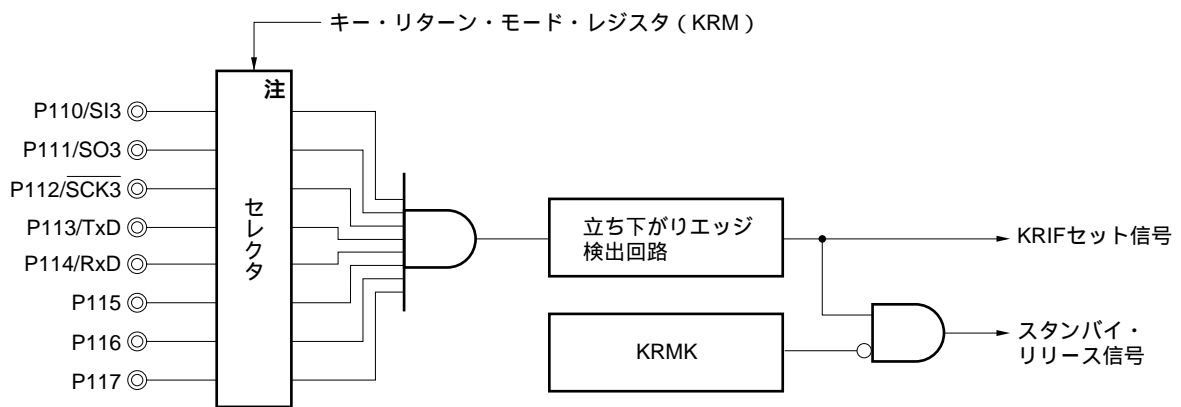 キー・リターン・モード・レジスタ（KRM）
注
P110/SI3
P111/SO3
P112/SCK3
P113/TxD
P114/RxD
P115
P116
P117
セレクタ
立ち下がりエッジ
検出回路
KRMK
KRIFセット信号
スタンバイ・
リリース信号